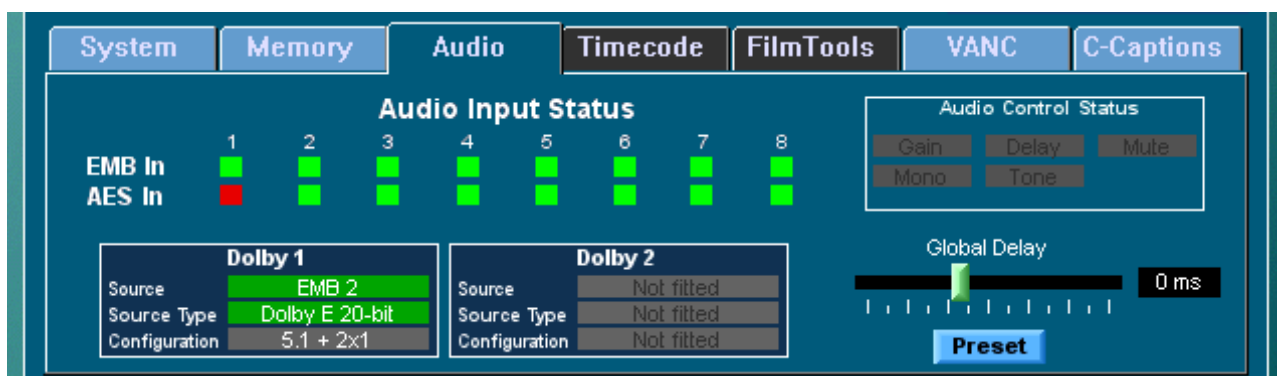 System Memory Audio Timecode FilmTools VANC C-Captions
Audio Input Status
1 2 3 4 5 6 7 8
EMB In
AES In
Audio Control Status
Gain Delay Mute
Mono Tone
Dolby 1
Source EMB 2
Source Type Dolby E 20-bit
Configuration 5.1 + 2x1
Dolby 2
Source Not fitted
Source Type Not fitted
Configuration Not fitted
Global Delay
0 ms
Preset